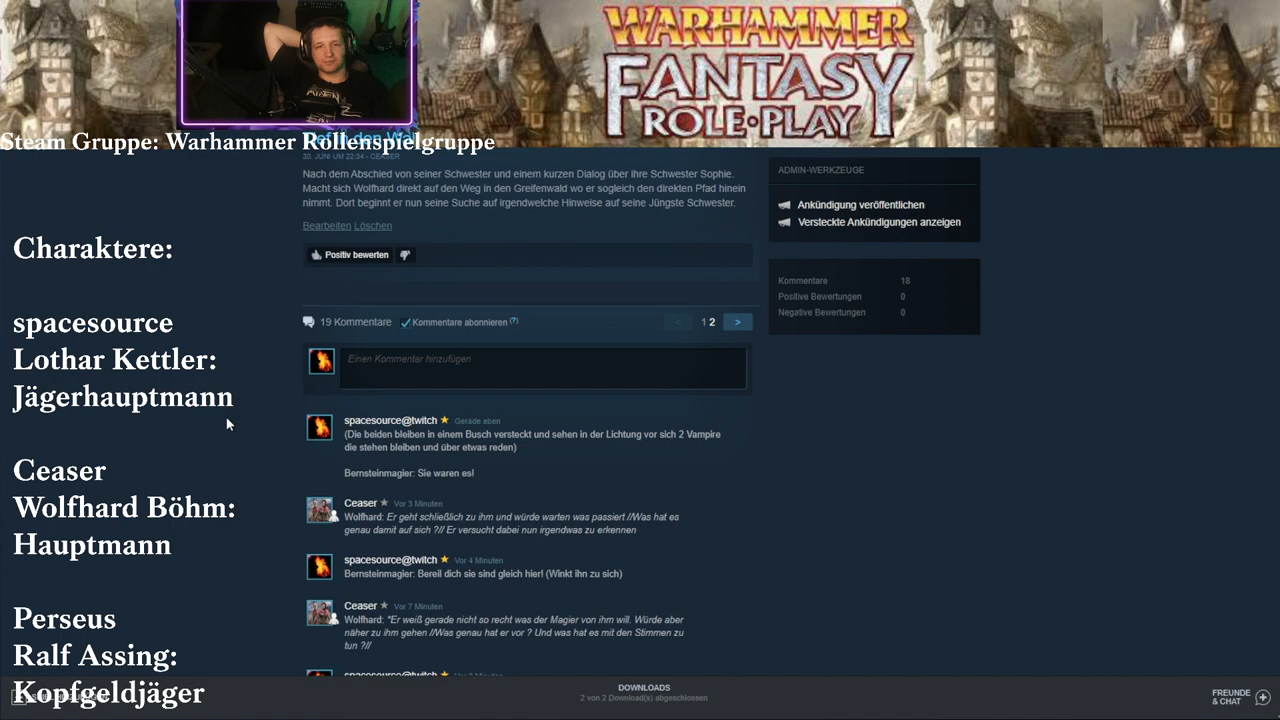 WARHAMMER
FANTASY
ROLE•PLAY
Steam Gruppe: Warhammer Rollenspielgruppe
30. JUNI UM 22:34 - CEASER
Nach dem Abschied von seiner Schwester und einem kurzen Dialog über ihre Schwester Sophie.
Macht sich Wolfhard direkt auf den Weg in den Greifenwald wo er sogleich den direkten Pfad hinein
nimmt. Dort beginnt er nun seine Suche auf irgendwelche Hinweise auf seine Jüngste Schwester.
Bearbeiten Löschen
Positiv bewerten
ADMIN-WERKZEUGE
Ankündigung veröffentlichen
Versteckte Ankündigungen anzeigen
Kommentare 18
Positive Bewertungen 0
Negative Bewertungen 0
Charaktere:
spacesource
Lothar Kettler:
Jägerhauptmann
Ceaser
Wolfhard Böhm:
Hauptmann
Perseus
Ralf Assing:
Kopfgeldjäger
19 Kommentare Kommentare abonnieren (?) < 1 2 >
Einen Kommentar hinzufügen
spacesource@twitch Gerade eben
(Die beiden bleiben in einem Busch versteckt und sehen in der Lichtung vor sich 2 Vampire
die stehen bleiben und über etwas reden)
Bernsteinmagier: Sie waren es!
Ceaser Vor 3 Minuten
Wolfhard: Er geht schließlich zu ihm und würde warten was passiert //Was hat es
genau damit auf sich ?// Er versucht dabei nun irgendwas zu erkennen
spacesource@twitch Vor 4 Minuten
Bernsteinmagier: Bereil dich sie sind gleich hier! (Winkt ihn zu sich)
Ceaser Vor 7 Minuten
Wolfhard: *Er weiß gerade nicht so recht was der Magier von ihm will. Würde aber
näher zu ihm gehen //Was genau hat er vor ? Und was hat es mit den Stimmen zu
tun ?//
DOWNLOADS
2 von 2 Download(s) abgeschlossen
FREUNDE
& CHAT